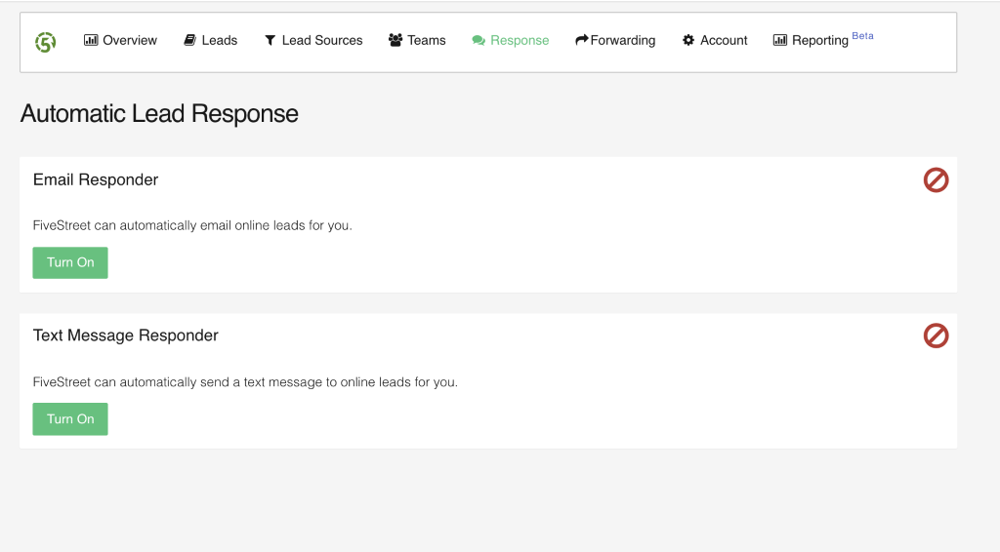 5 Overview Leads Lead Sources Teams Response Forwarding Account Reporting Beta
Automatic Lead Response
Email Responder
FiveStreet can automatically email online leads for you.
Turn On
Text Message Responder
FiveStreet can automatically send a text message to online leads for you.
Turn On